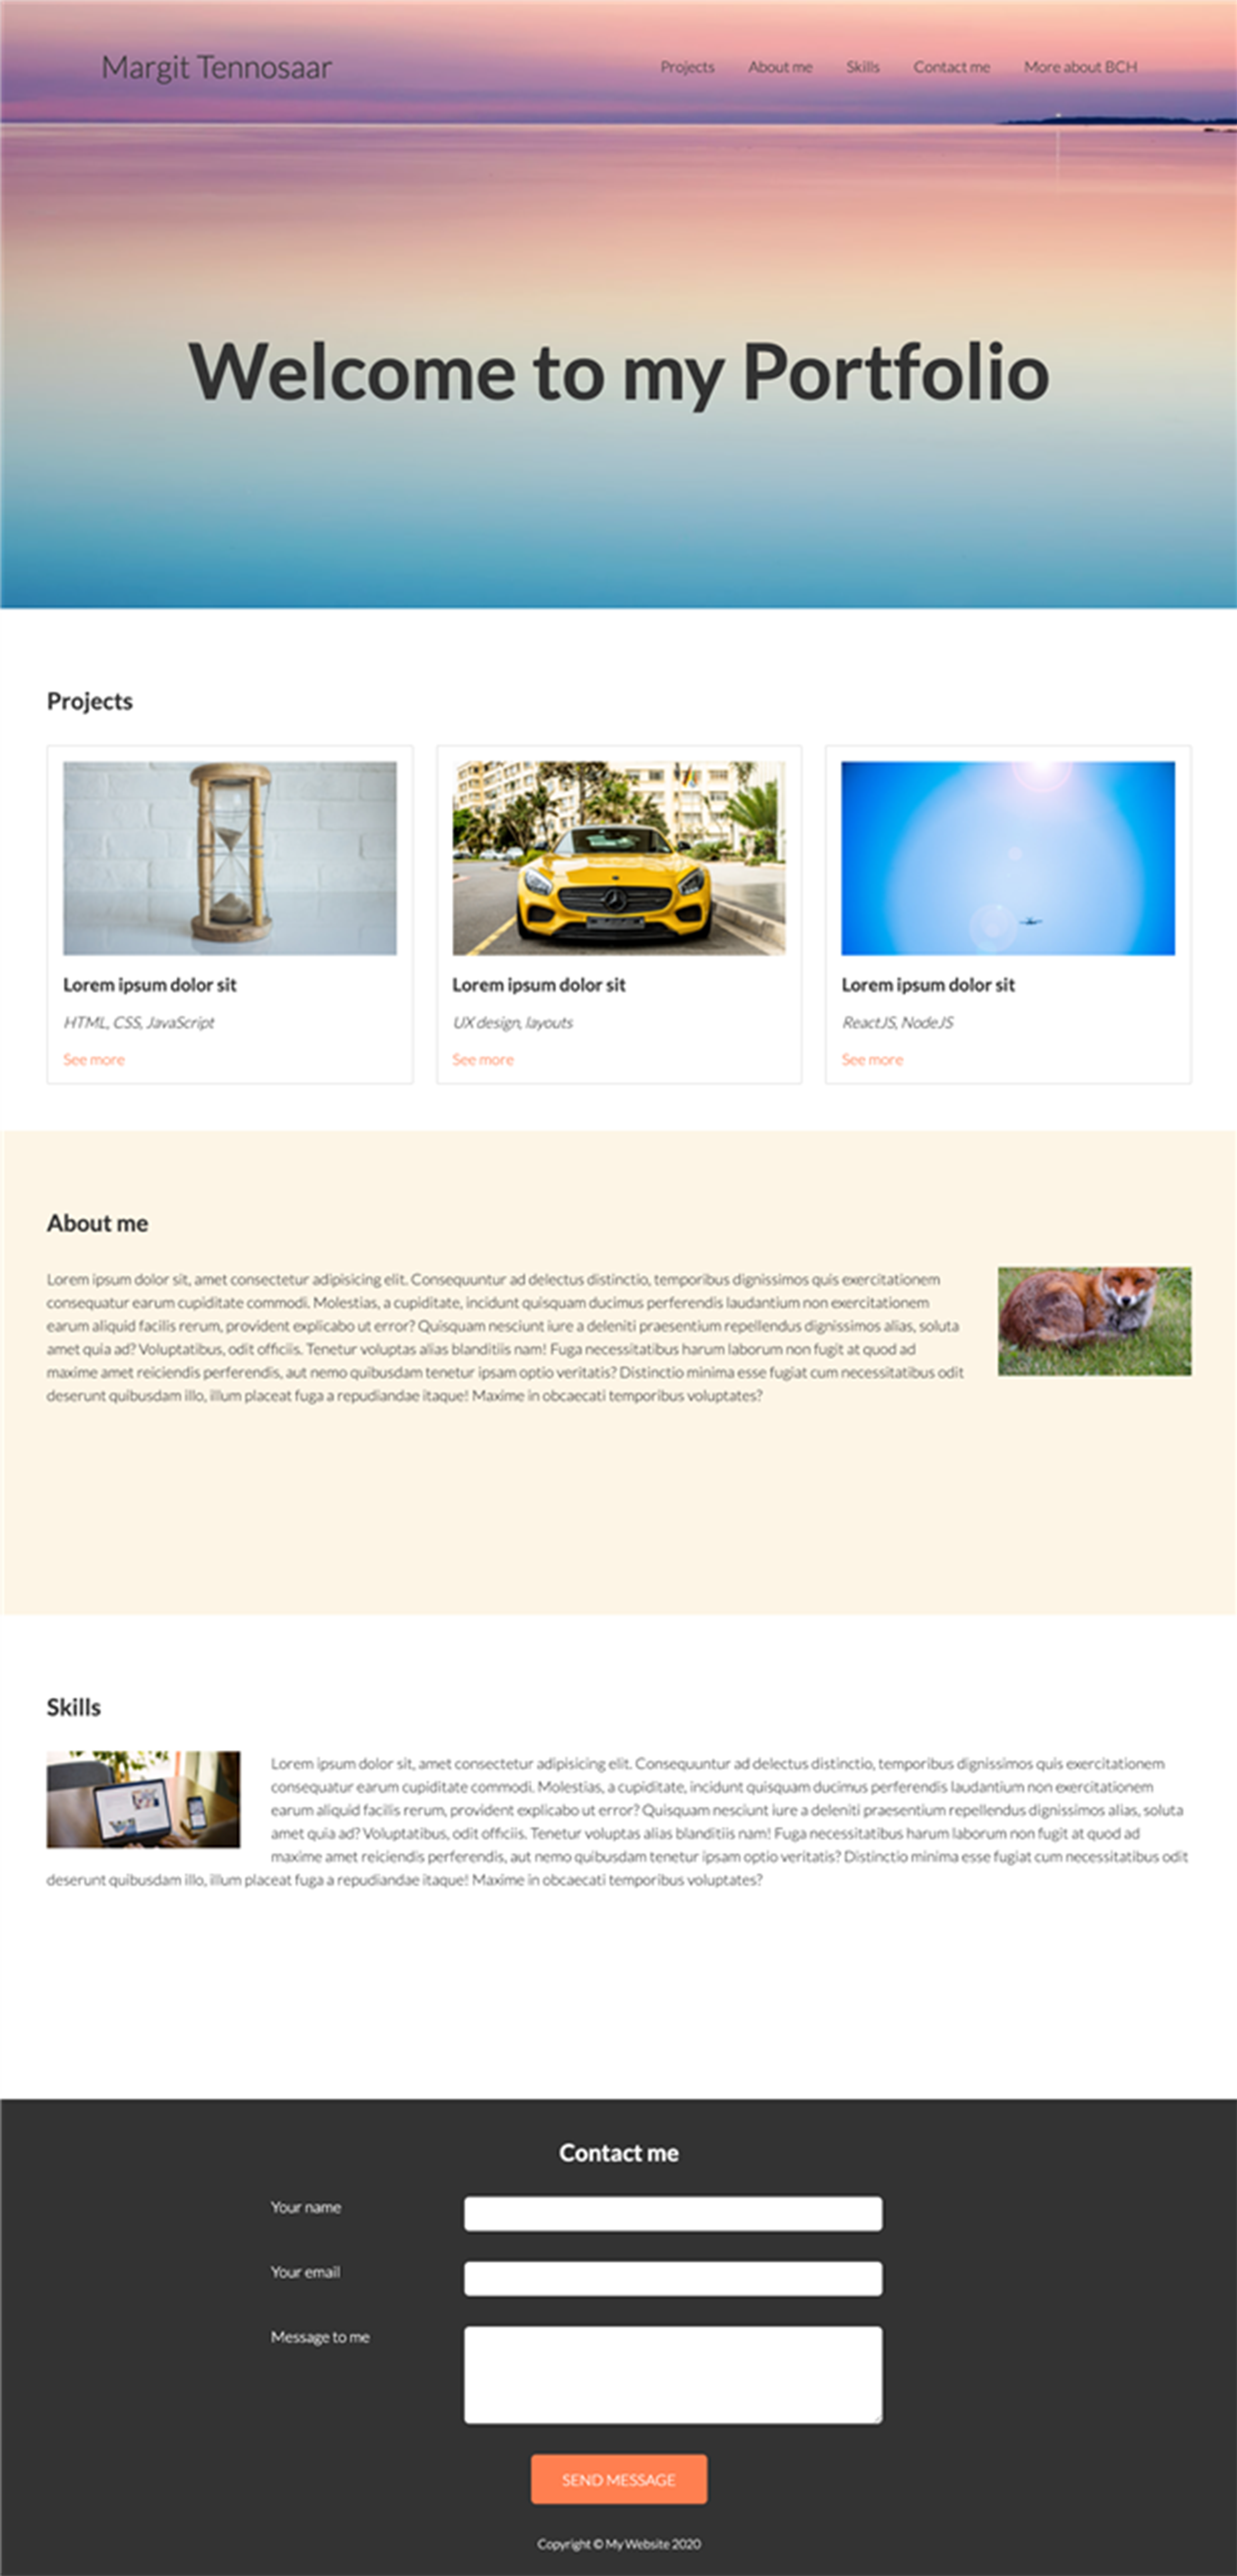 Margit Tennosaar
Projects About me Skills Contact me More about BCH
Welcome to my Portfolio
Projects
Lorem ipsum dolor sit
HTML, CSS, JavaScript
See more
Lorem ipsum dolor sit
UX design, layouts
See more
Lorem ipsum dolor sit
ReactJS, NodeJS
See more
About me
Lorem ipsum dolor sit, amet consectetur adipisicing elit. Consequuntur ad delectus distinctio, temporibus dignissimos quis exercitationem
consequatur earum cupiditate commodi. Molestias, a cupiditate, incidunt quisquam ducimus perferendis laudantium non exercitationem
earum aliquid facilis rerum, provident explicabo ut error? Quisquam nesciunt iure a deleniti praesentium repellendus dignissimos alias, soluta
amet quia ad? Voluptatibus, odit officiis. Tenetur voluptas alias blanditiis nam! Fuga necessitatibus harum laborum non fugit at quod ad
maxime amet reiciendis perferendis, aut nemo quibusdam tenetur ipsam optio veritatis? Distinctio minima esse fugiat cum necessitatibus odit
deserunt quibusdam illo, illum placeat fuga a repudiandae itaque! Maxime in obcaecati temporibus voluptates?
Skills
Lorem ipsum dolor sit, amet consectetur adipisicing elit. Consequuntur ad delectus distinctio, temporibus dignissimos quis exercitationem
consequatur earum cupiditate commodi. Molestias, a cupiditate, incidunt quisquam ducimus perferendis laudantium non exercitationem
earum aliquid facilis rerum, provident explicabo ut error? Quisquam nesciunt iure a deleniti praesentium repellendus dignissimos alias, soluta
amet quia ad? Voluptatibus, odit officiis. Tenetur voluptas alias blanditiis nam! Fuga necessitatibus harum laborum non fugit at quod ad
maxime amet reiciendis perferendis, aut nemo quibusdam tenetur ipsam optio veritatis? Distinctio minima esse fugiat cum necessitatibus odit
deserunt quibusdam illo, illum placeat fuga a repudiandae itaque! Maxime in obcaecati temporibus voluptates?
Contact me
Your name
Your email
Message to me
SEND MESSAGE
Copyright © My Website 2020